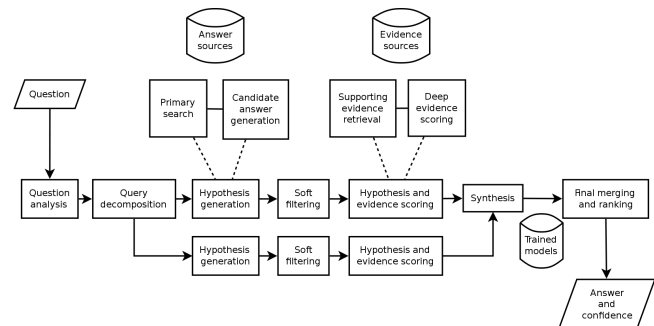 Answer
sources
Evidence
sources
Question
Primary
search
Candidate
answer
generation
Supporting
evidence
retrieval
Deep
evidence
scoring
Question
analysis
Query
decomposition
Hypothesis
generation
Soft
filtering
Hypothesis and
evidence scoring
Synthesis
Final merging
and ranking
Trained
models
Hypothesis
generation
Soft
filtering
Hypothesis and
evidence scoring
Answer
and
confidence